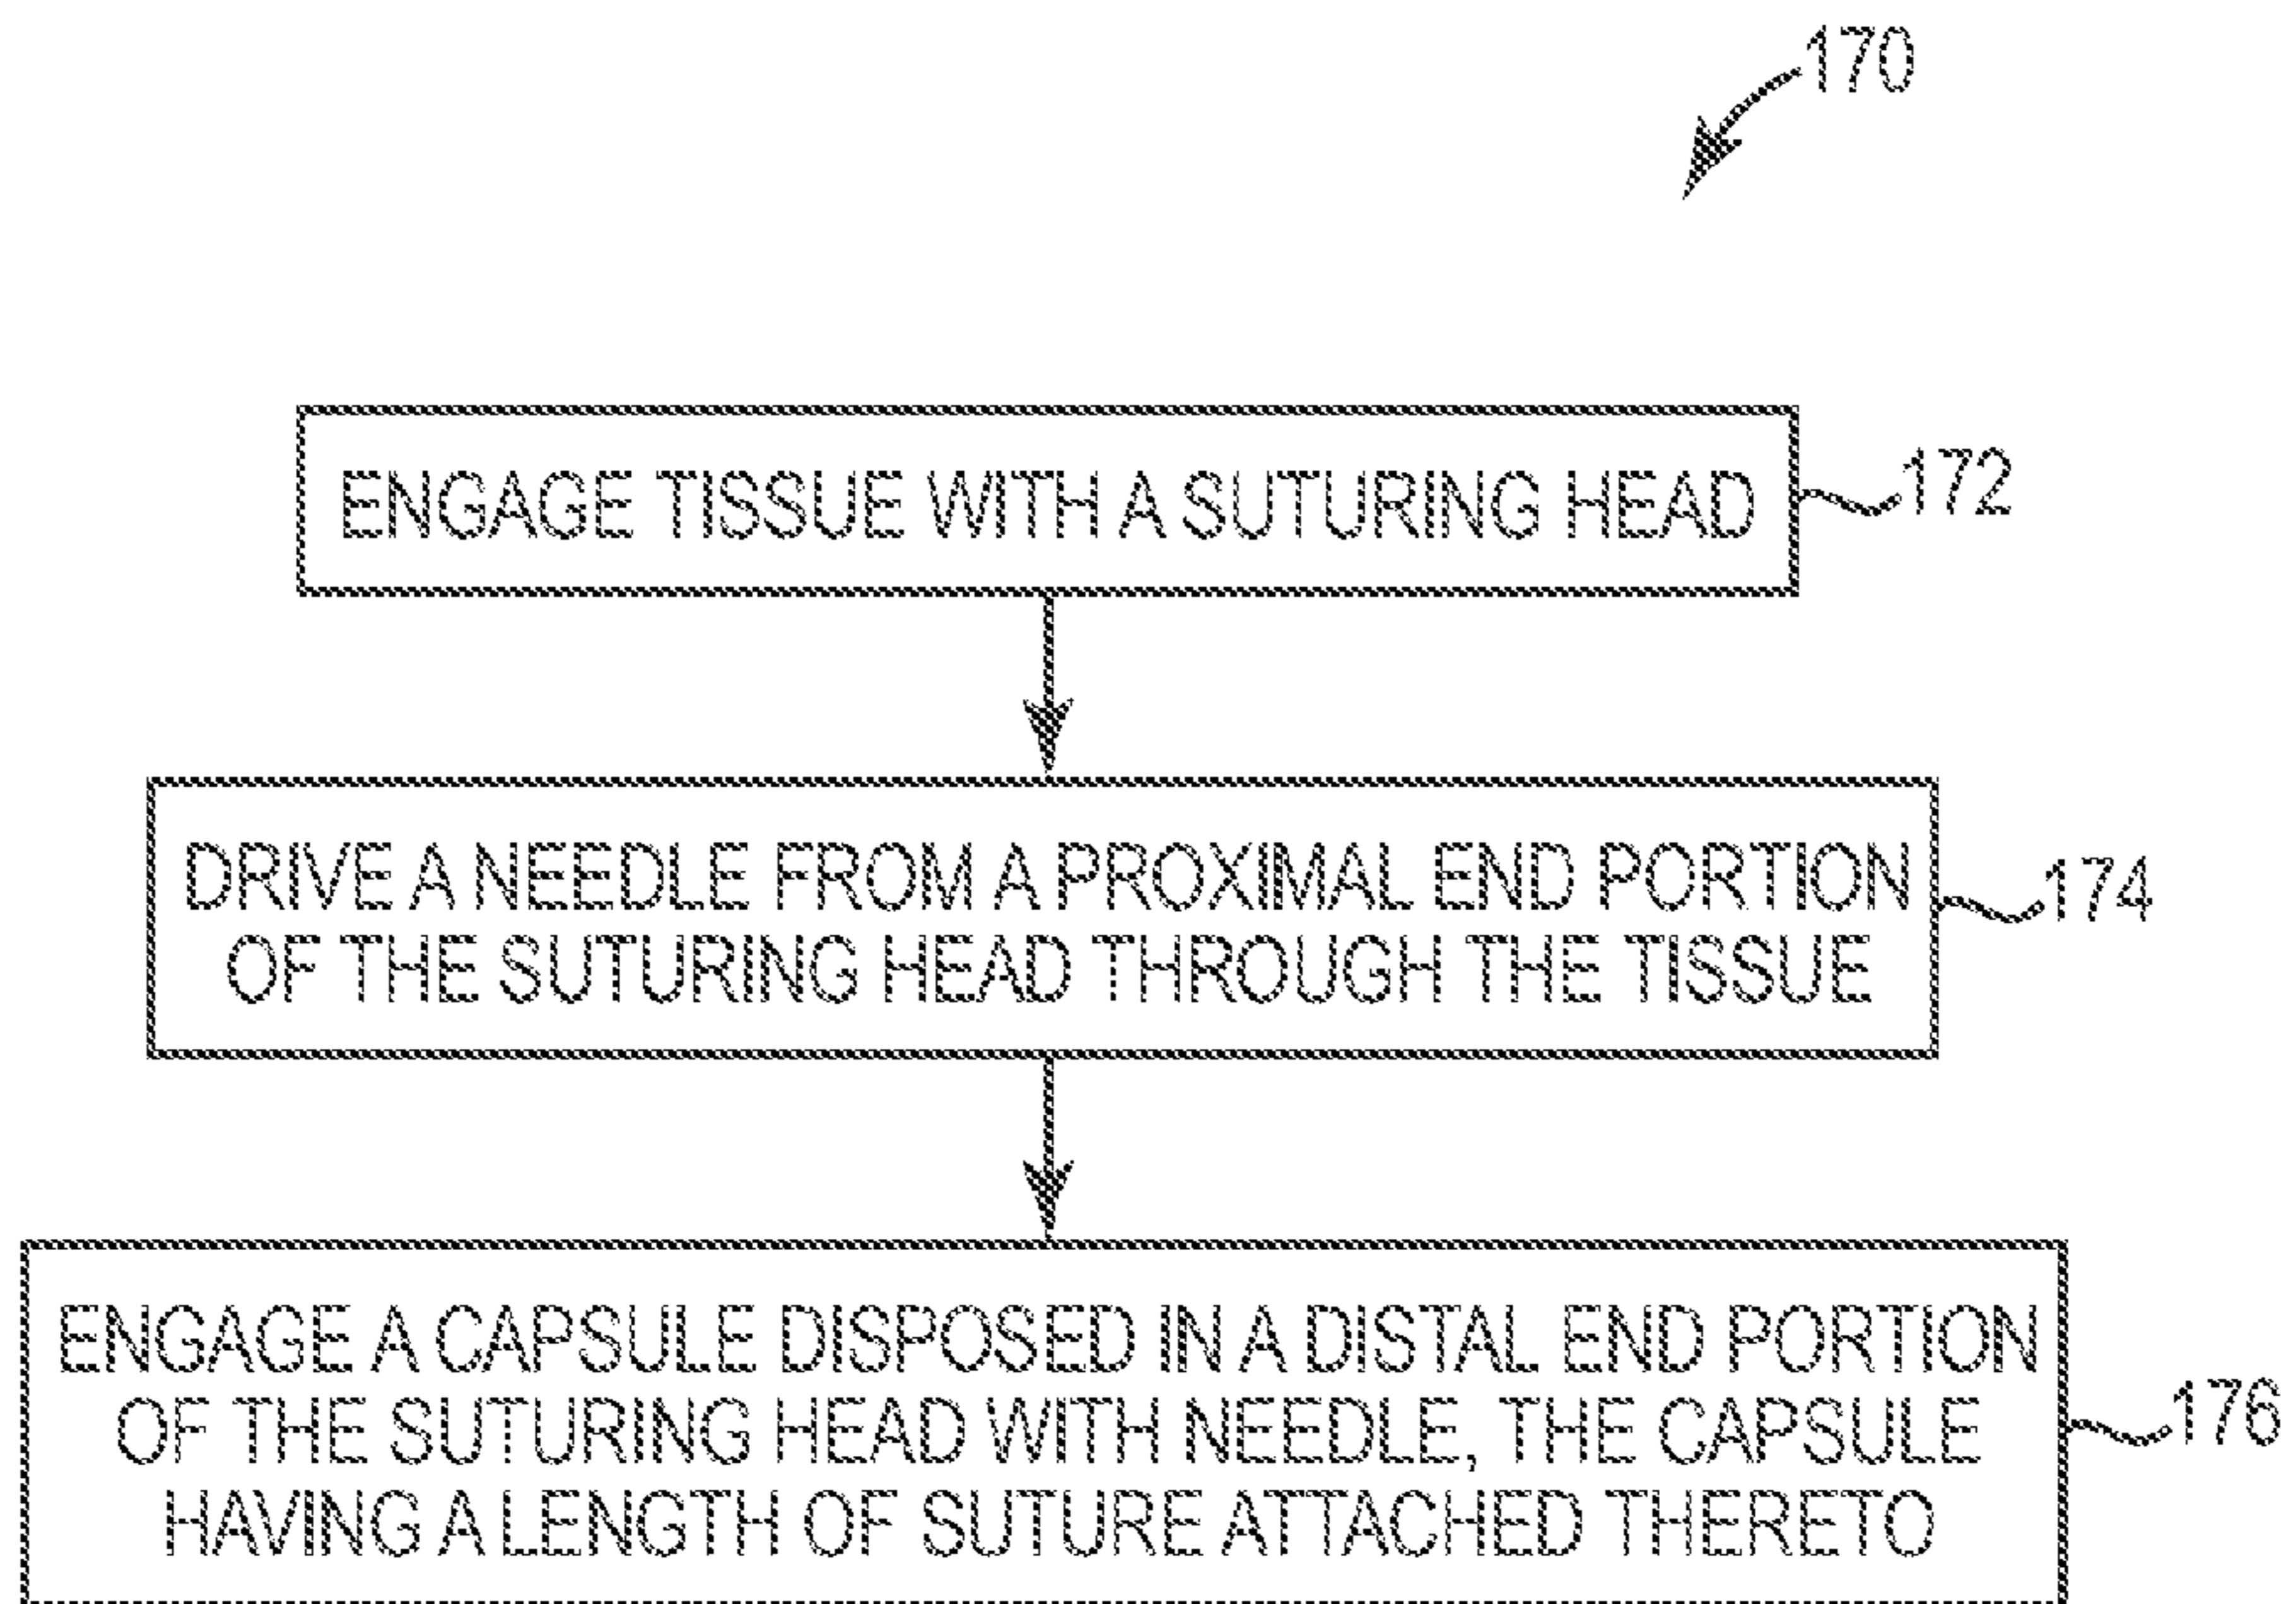 170
ENGAGE TISSUE WITH A SUTURING HEAD
172
DRIVE A NEEDLE FROM A PROXIMAL END PORTION
OF THE SUTURING HEAD THROUGH THE TISSUE
174
ENGAGE A CAPSULE DISPOSED IN A DISTAL END PORTION
OF THE SUTURING HEAD WITH NEEDLE, THE CAPSULE
HAVING A LENGTH OF SUTURE ATTACHED THERETO
176